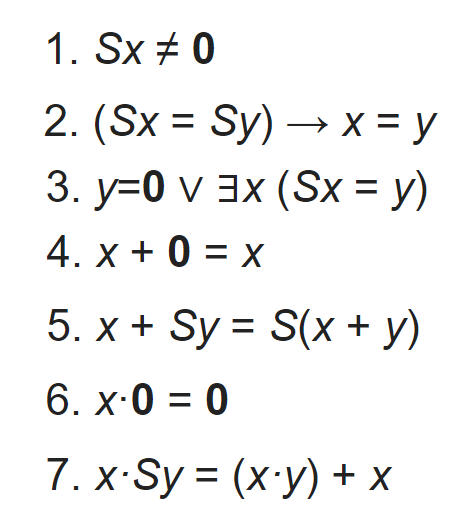 1. Sx ≠ 0
2. (Sx = Sy) → x = y
3. y=0 ∨ ∃x (Sx = y)
4. x + 0 = x
5. x + Sy = S(x + y)
6. x·0 = 0
7. x·Sy = (x·y) + x